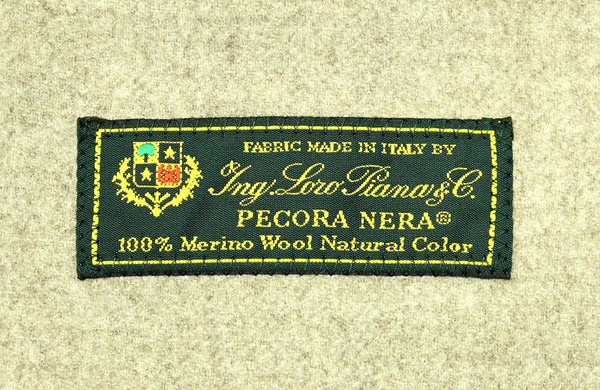 FABRIC MADE IN ITALY BY
Ing. Loro Piana & C.
PECORA NERA®
100% Merino Wool Natural Color